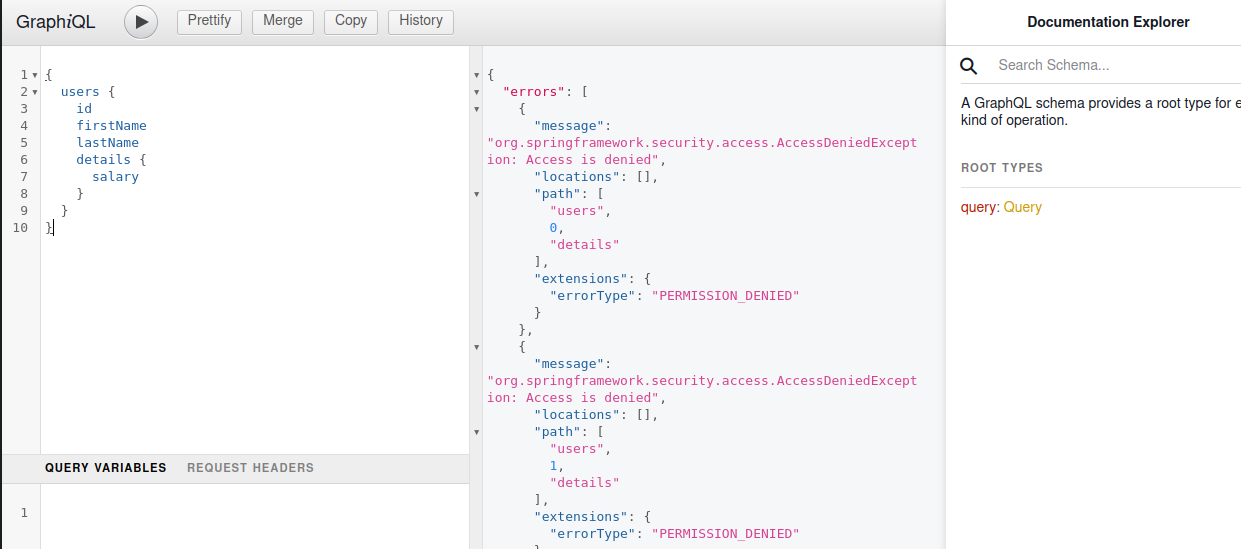 GraphiQL
Prettify
Merge
Copy
History
1 {
2 users {
3 id
4 firstName
5 lastName
6 details {
7 salary
8 }
9 }
10 }
QUERY VARIABLES REQUEST HEADERS
1
{
"errors": [
{
"message":
"org.springframework.security.access.AccessDeniedExcept
ion: Access is denied",
"locations": [],
"path": [
"users",
0,
"details"
],
"extensions": {
"errorType": "PERMISSION_DENIED"
}
},
{
"message":
"org.springframework.security.access.AccessDeniedExcept
ion: Access is denied",
"locations": [],
"path": [
"users",
1,
"details"
],
"extensions": {
"errorType": "PERMISSION_DENIED"
Documentation Explorer
Search Schema...
A GraphQL schema provides a root type for e
kind of operation.
ROOT TYPES
query: Query